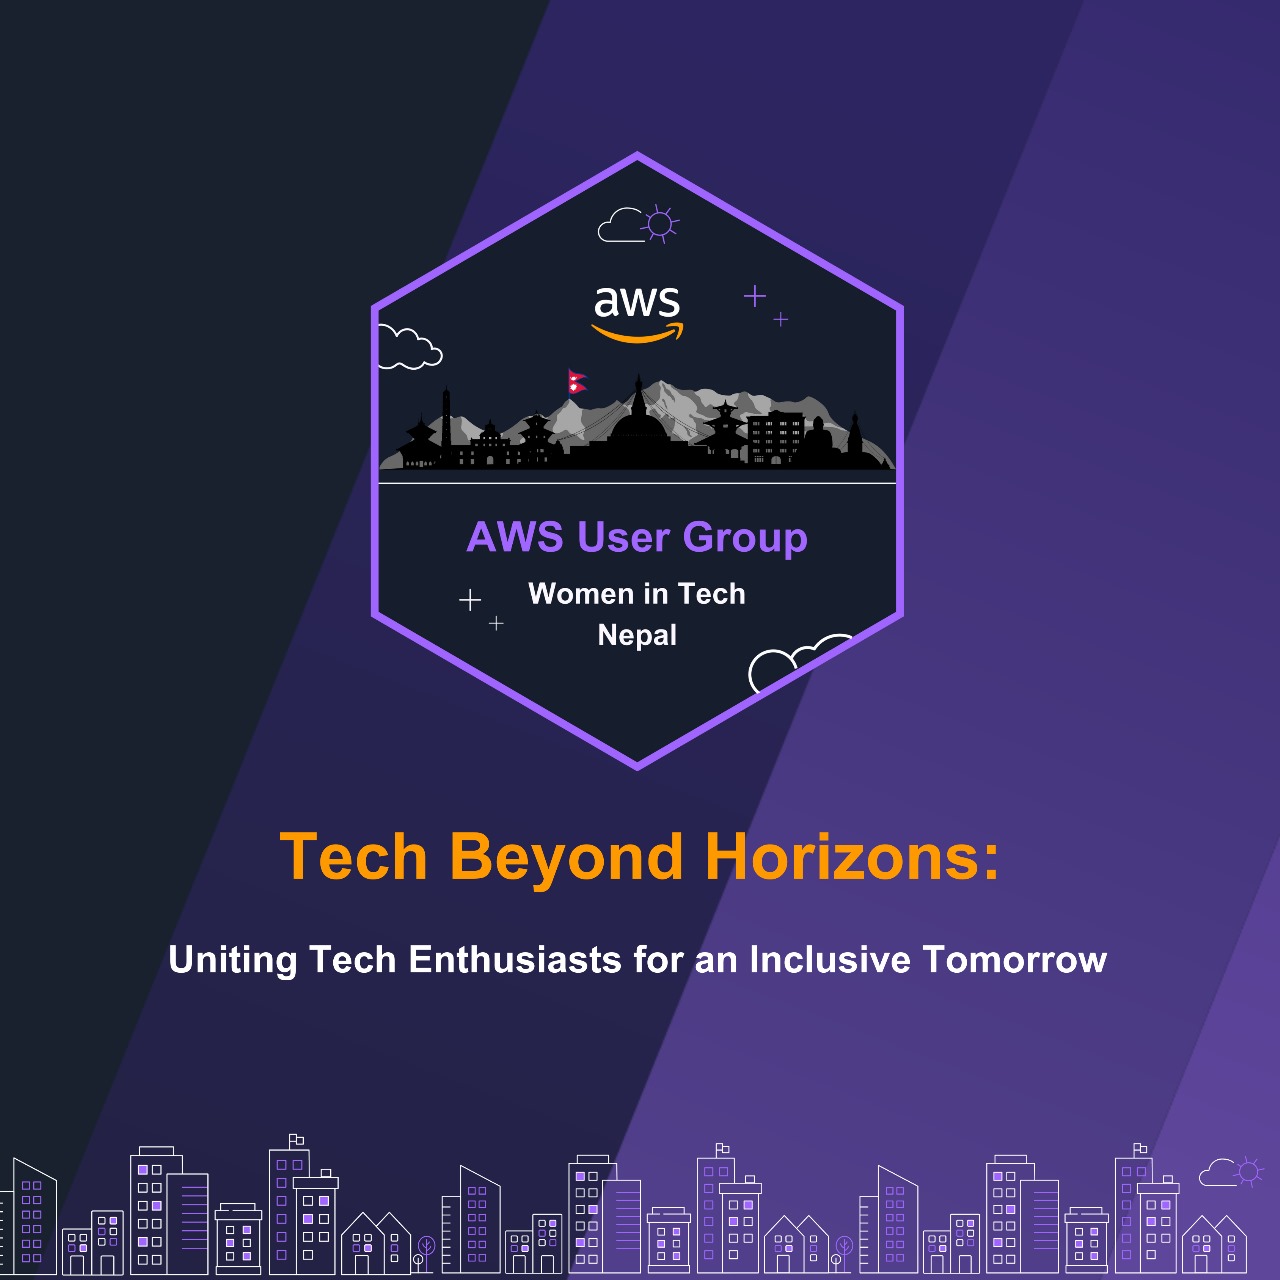 aws
AWS User Group
Women in Tech
Nepal
Tech Beyond Horizons:
Uniting Tech Enthusiasts for an Inclusive Tomorrow